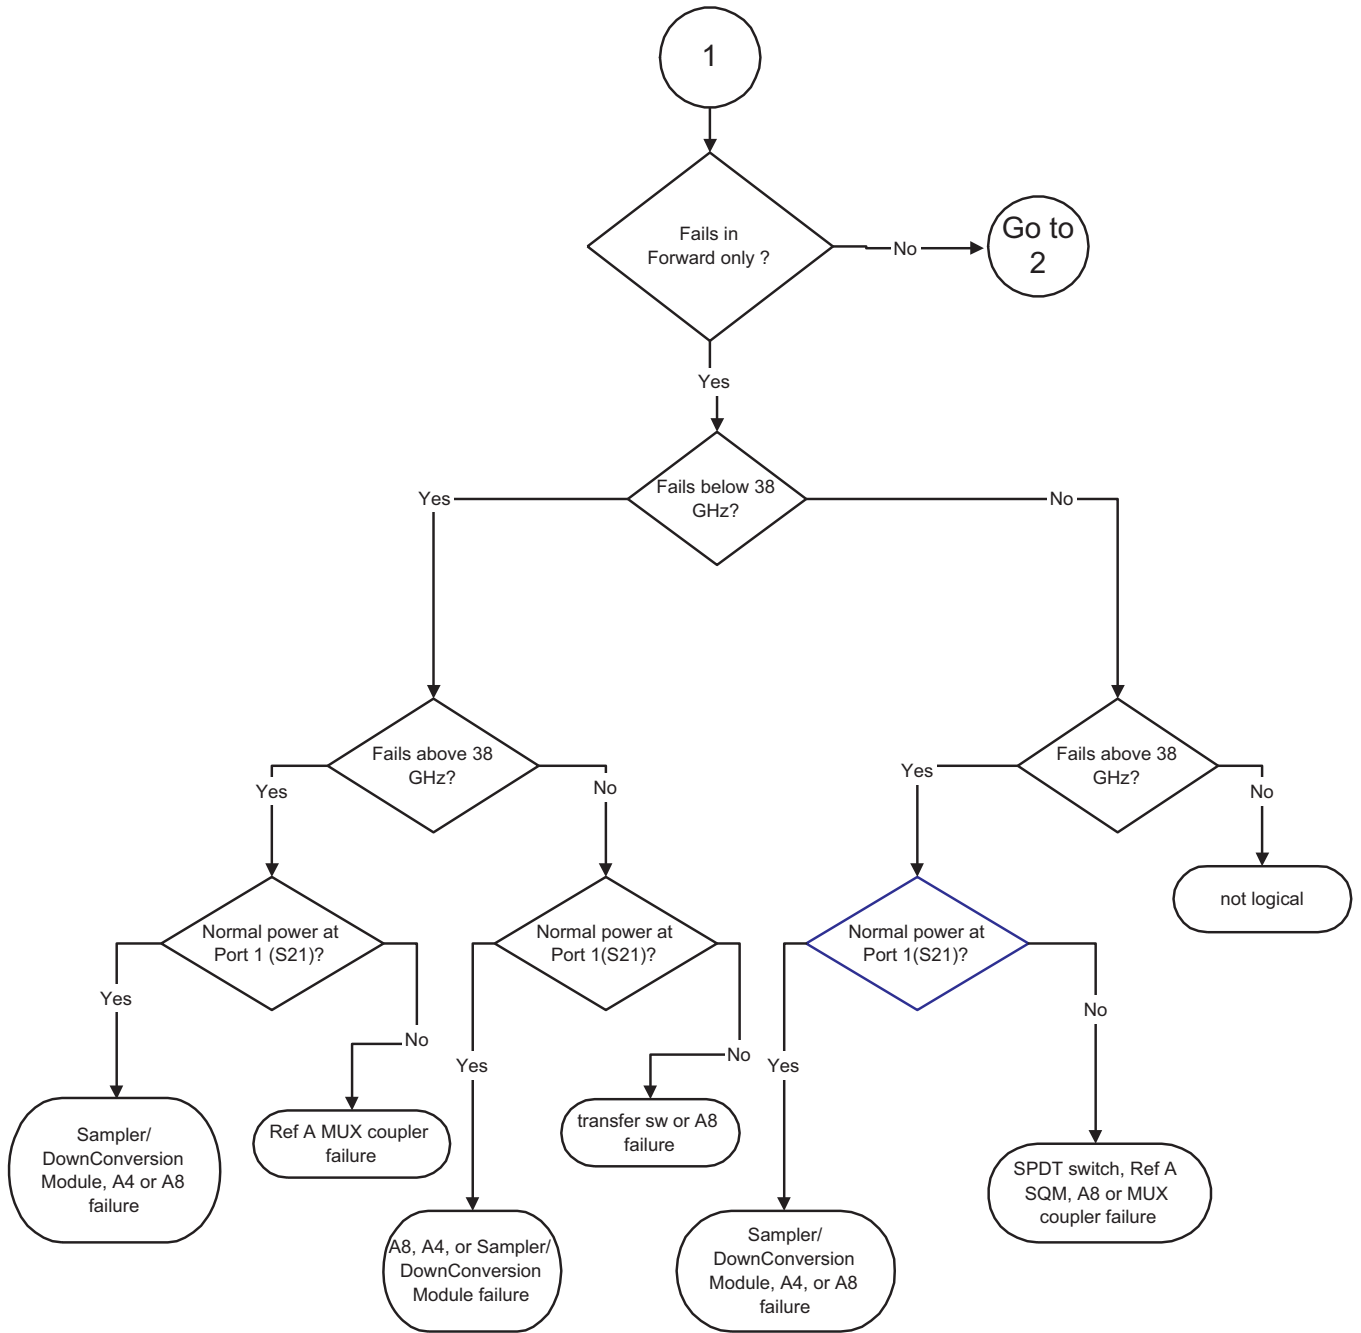 1
Fails in
Forward only ?
No
Go to
2
Yes
Fails below 38
GHz?
Yes
No
Fails above 38
GHz?
Yes
No
Fails above 38
GHz?
Yes
No
not logical
Normal power at
Port 1 (S21)?
Yes
No
Normal power at
Port 1(S21)?
Yes
No
Normal power at
Port 1(S21)?
Yes
No
Sampler/
DownConversion
Module, A4 or A8
failure
Ref A MUX coupler
failure
A8, A4, or Sampler/
DownConversion
Module failure
transfer sw or A8
failure
Sampler/
DownConversion
Module, A4, or A8
failure
SPDT switch, Ref A
SQM, A8 or MUX
coupler failure